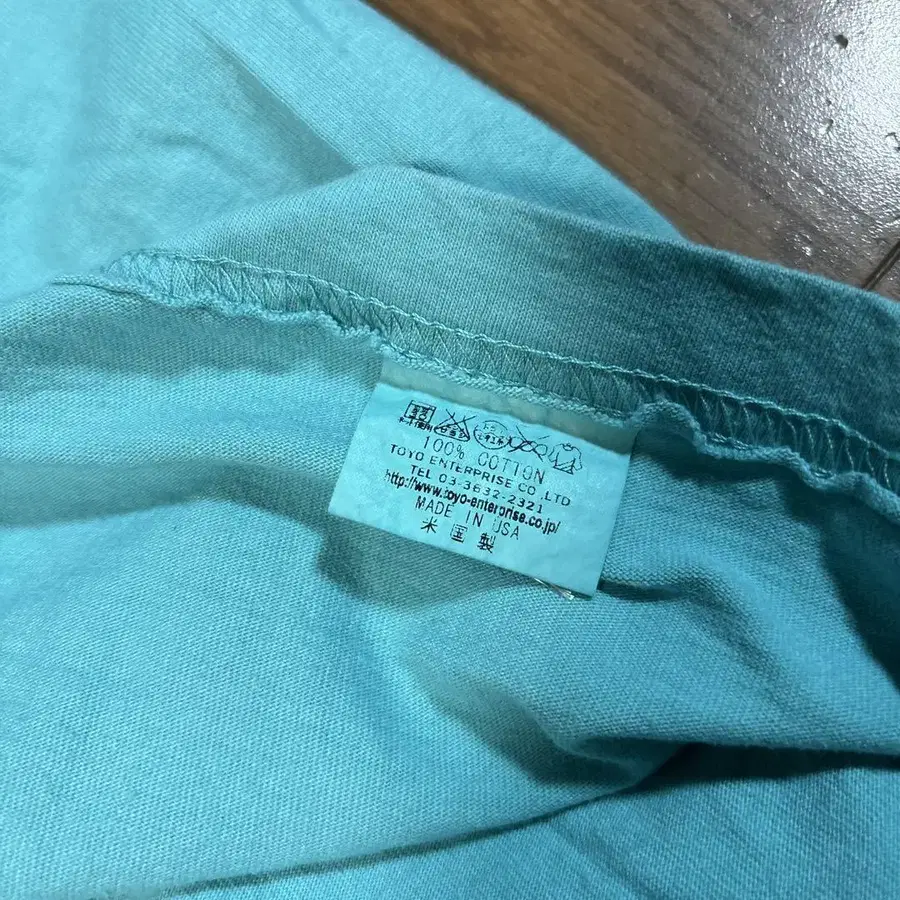 100% COTTON
TOYO ENTERPRISE CO.,LTD
TEL 03-3632-2321
http://www.toyo-enterprise.co.jp/
MADE IN USA
米国製